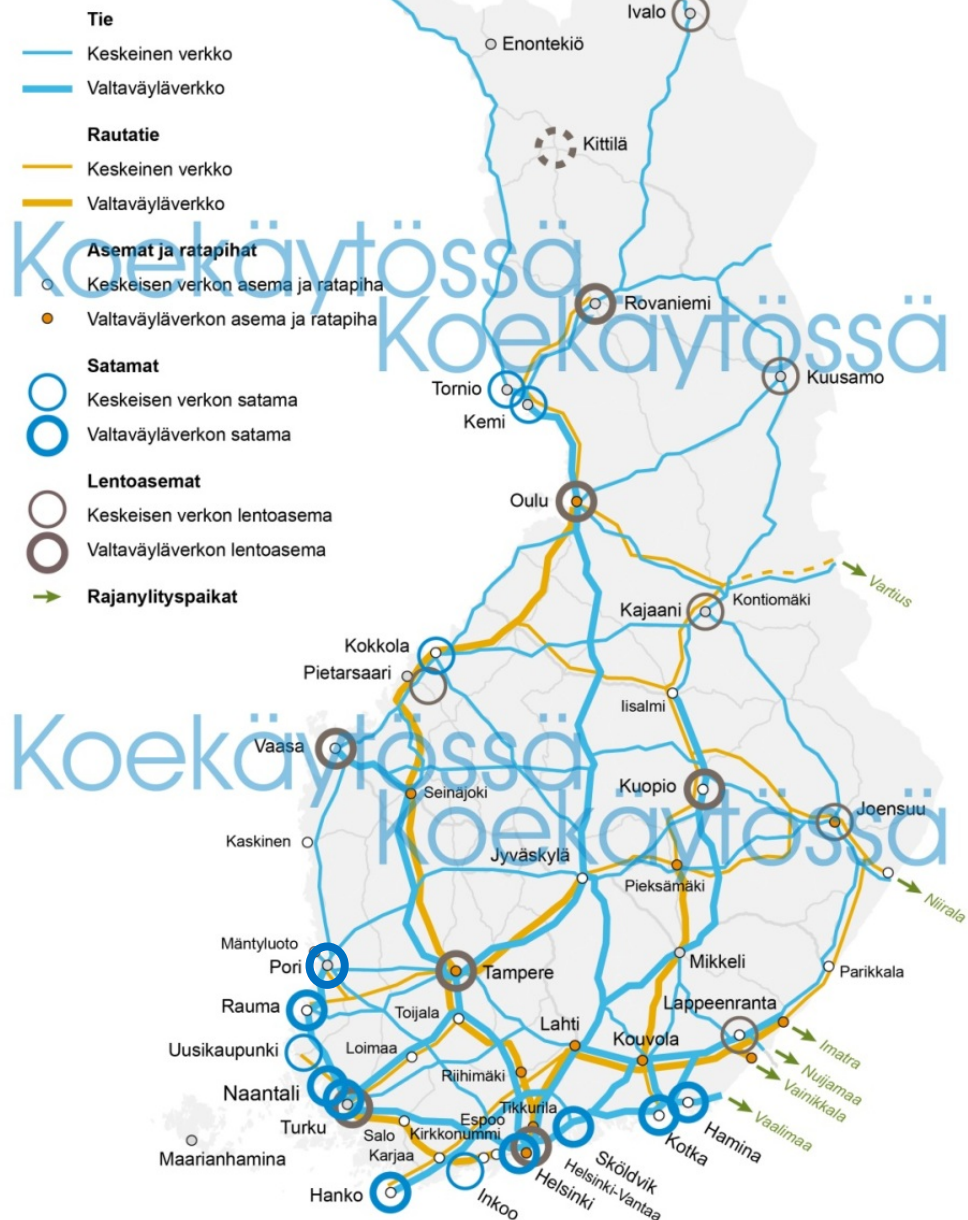 Tie
Keskeinen verkko
Valtaväyläverkko
Rautatie
Keskeinen verkko
Valtaväyläverkko
Asemat ja ratapihat
Keskeisen verkon asema ja ratapiha
Valtaväyläverkon asema ja ratapiha
Satamat
Keskeisen verkon satama
Valtaväyläverkon satama
Lentoasemat
Keskeisen verkon lentoasema
Valtaväyläverkon lentoasema
Rajanylityspaikat
Koekäytössä
Koekäytössä
Koekäytössä
Koekäytössä
Ivalo
Enontekiö
Kittilä
Rovaniemi
Kuusamo
Tornio
Kemi
Oulu
Vartius
Kontiomäki
Kajaani
Kokkola
Pietarsaari
Iisalmi
Vaasa
Seinäjoki
Kuopio
Joensuu
Kaskinen
Jyväskylä
Pieksämäki
Niirala
Mäntyluoto
Pori
Tampere
Mikkeli
Parikkala
Rauma
Toijala
Lahti
Lappeenranta
Kouvola
Uusikaupunki
Loimaa
Riihimäki
Imatra
Nuijamaa
Vainikkala
Naantali
Turku
Tikkurila
Espoo
Salo
Kirkkonummi
Karjaa
Vaalimaa
Maarianhamina
Hanko
Inkoo
Helsinki
Helsinki-Vantaa
Sköldvik
Kotka
Hamina